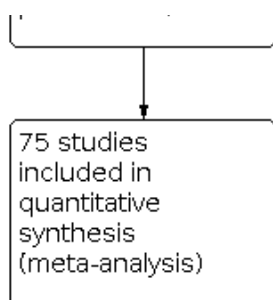 75 studies
included in
quantitative
synthesis
(meta-analysis)